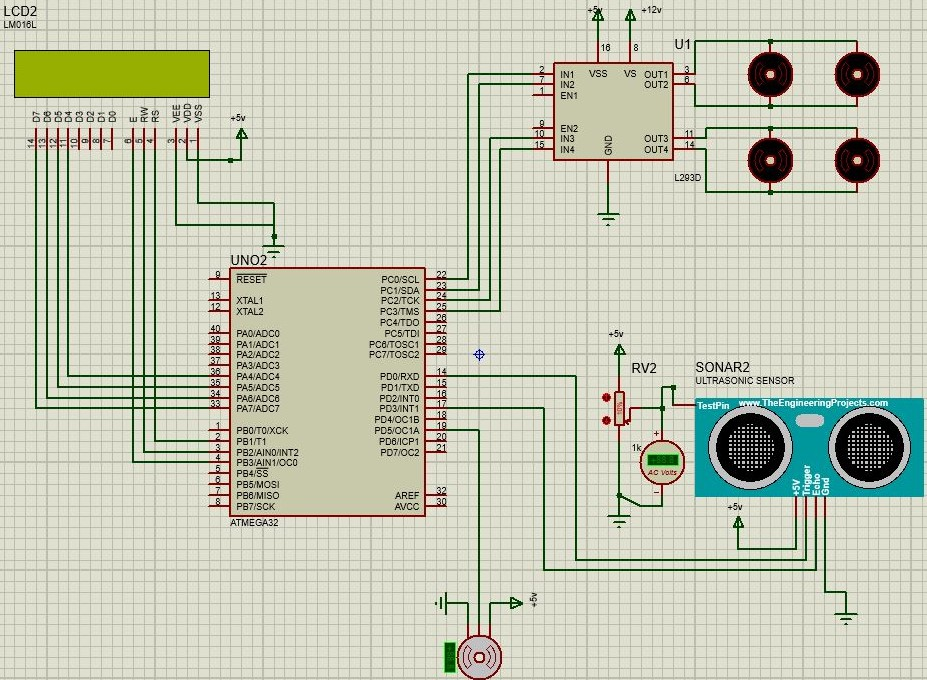 LCD2
LM016L
D7 D6 D5 D4 D3 D2 D1 D0 E RW RS VEE VDD VSS
14 13 12 11 10 9 8 7 6 5 4 3 2 1
+5v
+5v +12v
16 8
U1
2 IN1 VSS VS OUT1 3
7 IN2 OUT2 6
1 EN1
9 EN2
10 IN3 OUT3 11
15 IN4 GND OUT4 14
L293D
UNO2
9 RESET PC0/SCL 22
PC1/SDA 23
13 XTAL1 PC2/TCK 24
12 XTAL2 PC3/TMS 25
PC4/TDO 26
40 PA0/ADC0 PC5/TDI 27
39 PA1/ADC1 PC6/TOSC1 28
38 PA2/ADC2 PC7/TOSC2 29
37 PA3/ADC3
36 PA4/ADC4 PD0/RXD 14
35 PA5/ADC5 PD1/TXD 15
34 PA6/ADC6 PD2/INT0 16
33 PA7/ADC7 PD3/INT1 17
PD4/OC1B 18
1 PB0/T0/XCK PD5/OC1A 19
2 PB1/T1 PD6/ICP1 20
3 PB2/AIN0/INT2 PD7/OC2 21
4 PB3/AIN1/OC0
5 PB4/SS
6 PB5/MOSI
7 PB6/MISO AREF 32
8 PB7/SCK AVCC 30
ATMEGA32
+5v
RV2
1k
+
AC Volts
-
SONAR2
ULTRASONIC SENSOR
TestPin www.TheEngineeringProjects.com
+5V Trigger Echo Gnd
+5v
+5v